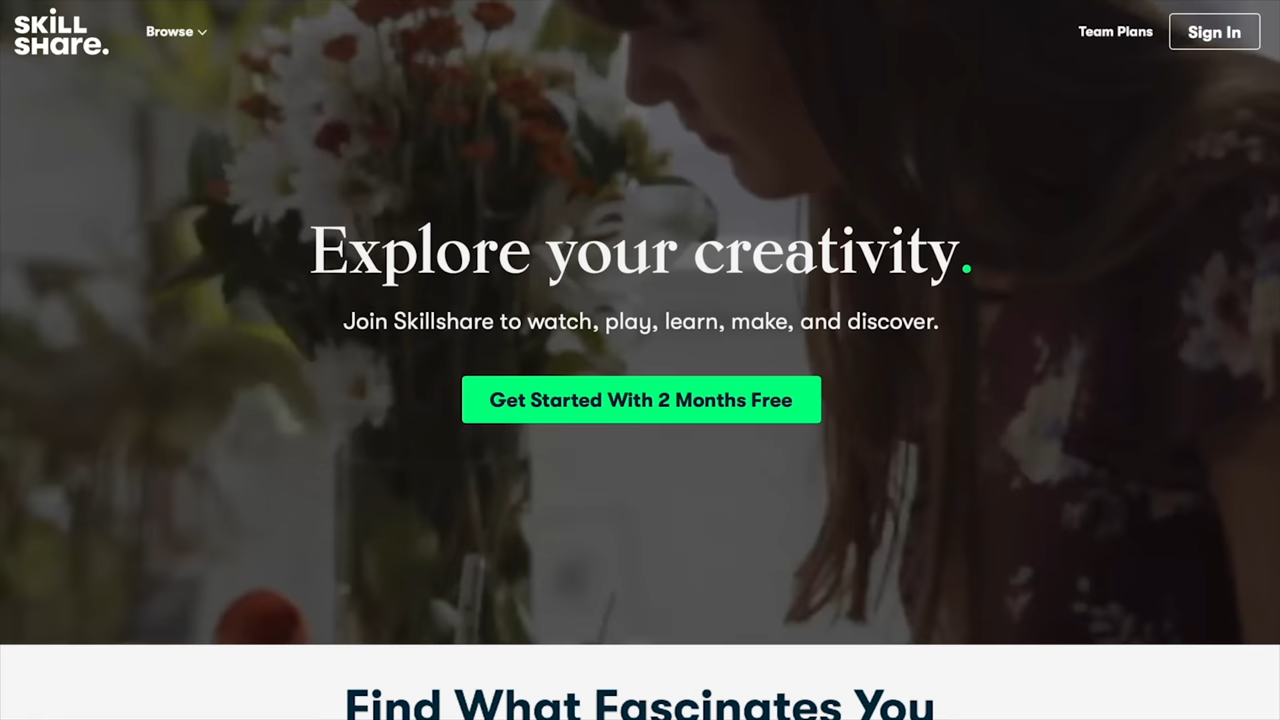 SKiLL
SHare.
Browse
Team Plans
Sign In
Explore your creativity.
Join Skillshare to watch, play, learn, make, and discover.
Get Started With 2 Months Free
Find What Fascinates You